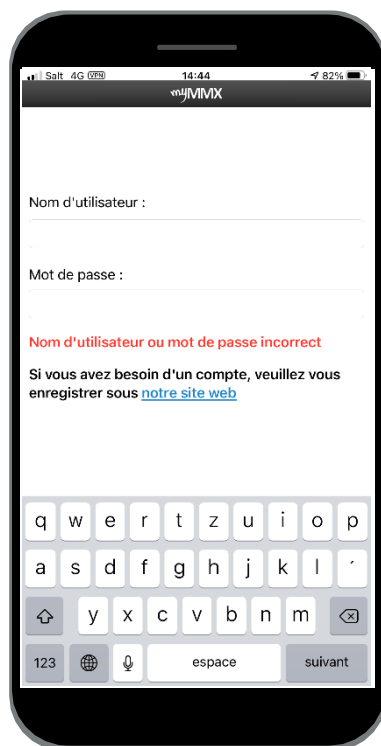 Salt 4G VPN 14:44 82%
myMMX
Nom d'utilisateur :
Mot de passe :
Nom d'utilisateur ou mot de passe incorrect
Si vous avez besoin d'un compte, veuillez vous
enregistrer sous notre site web
q w e r t z u i o p
a s d f g h j k l ´
y x c v b n m
123 espace suivant